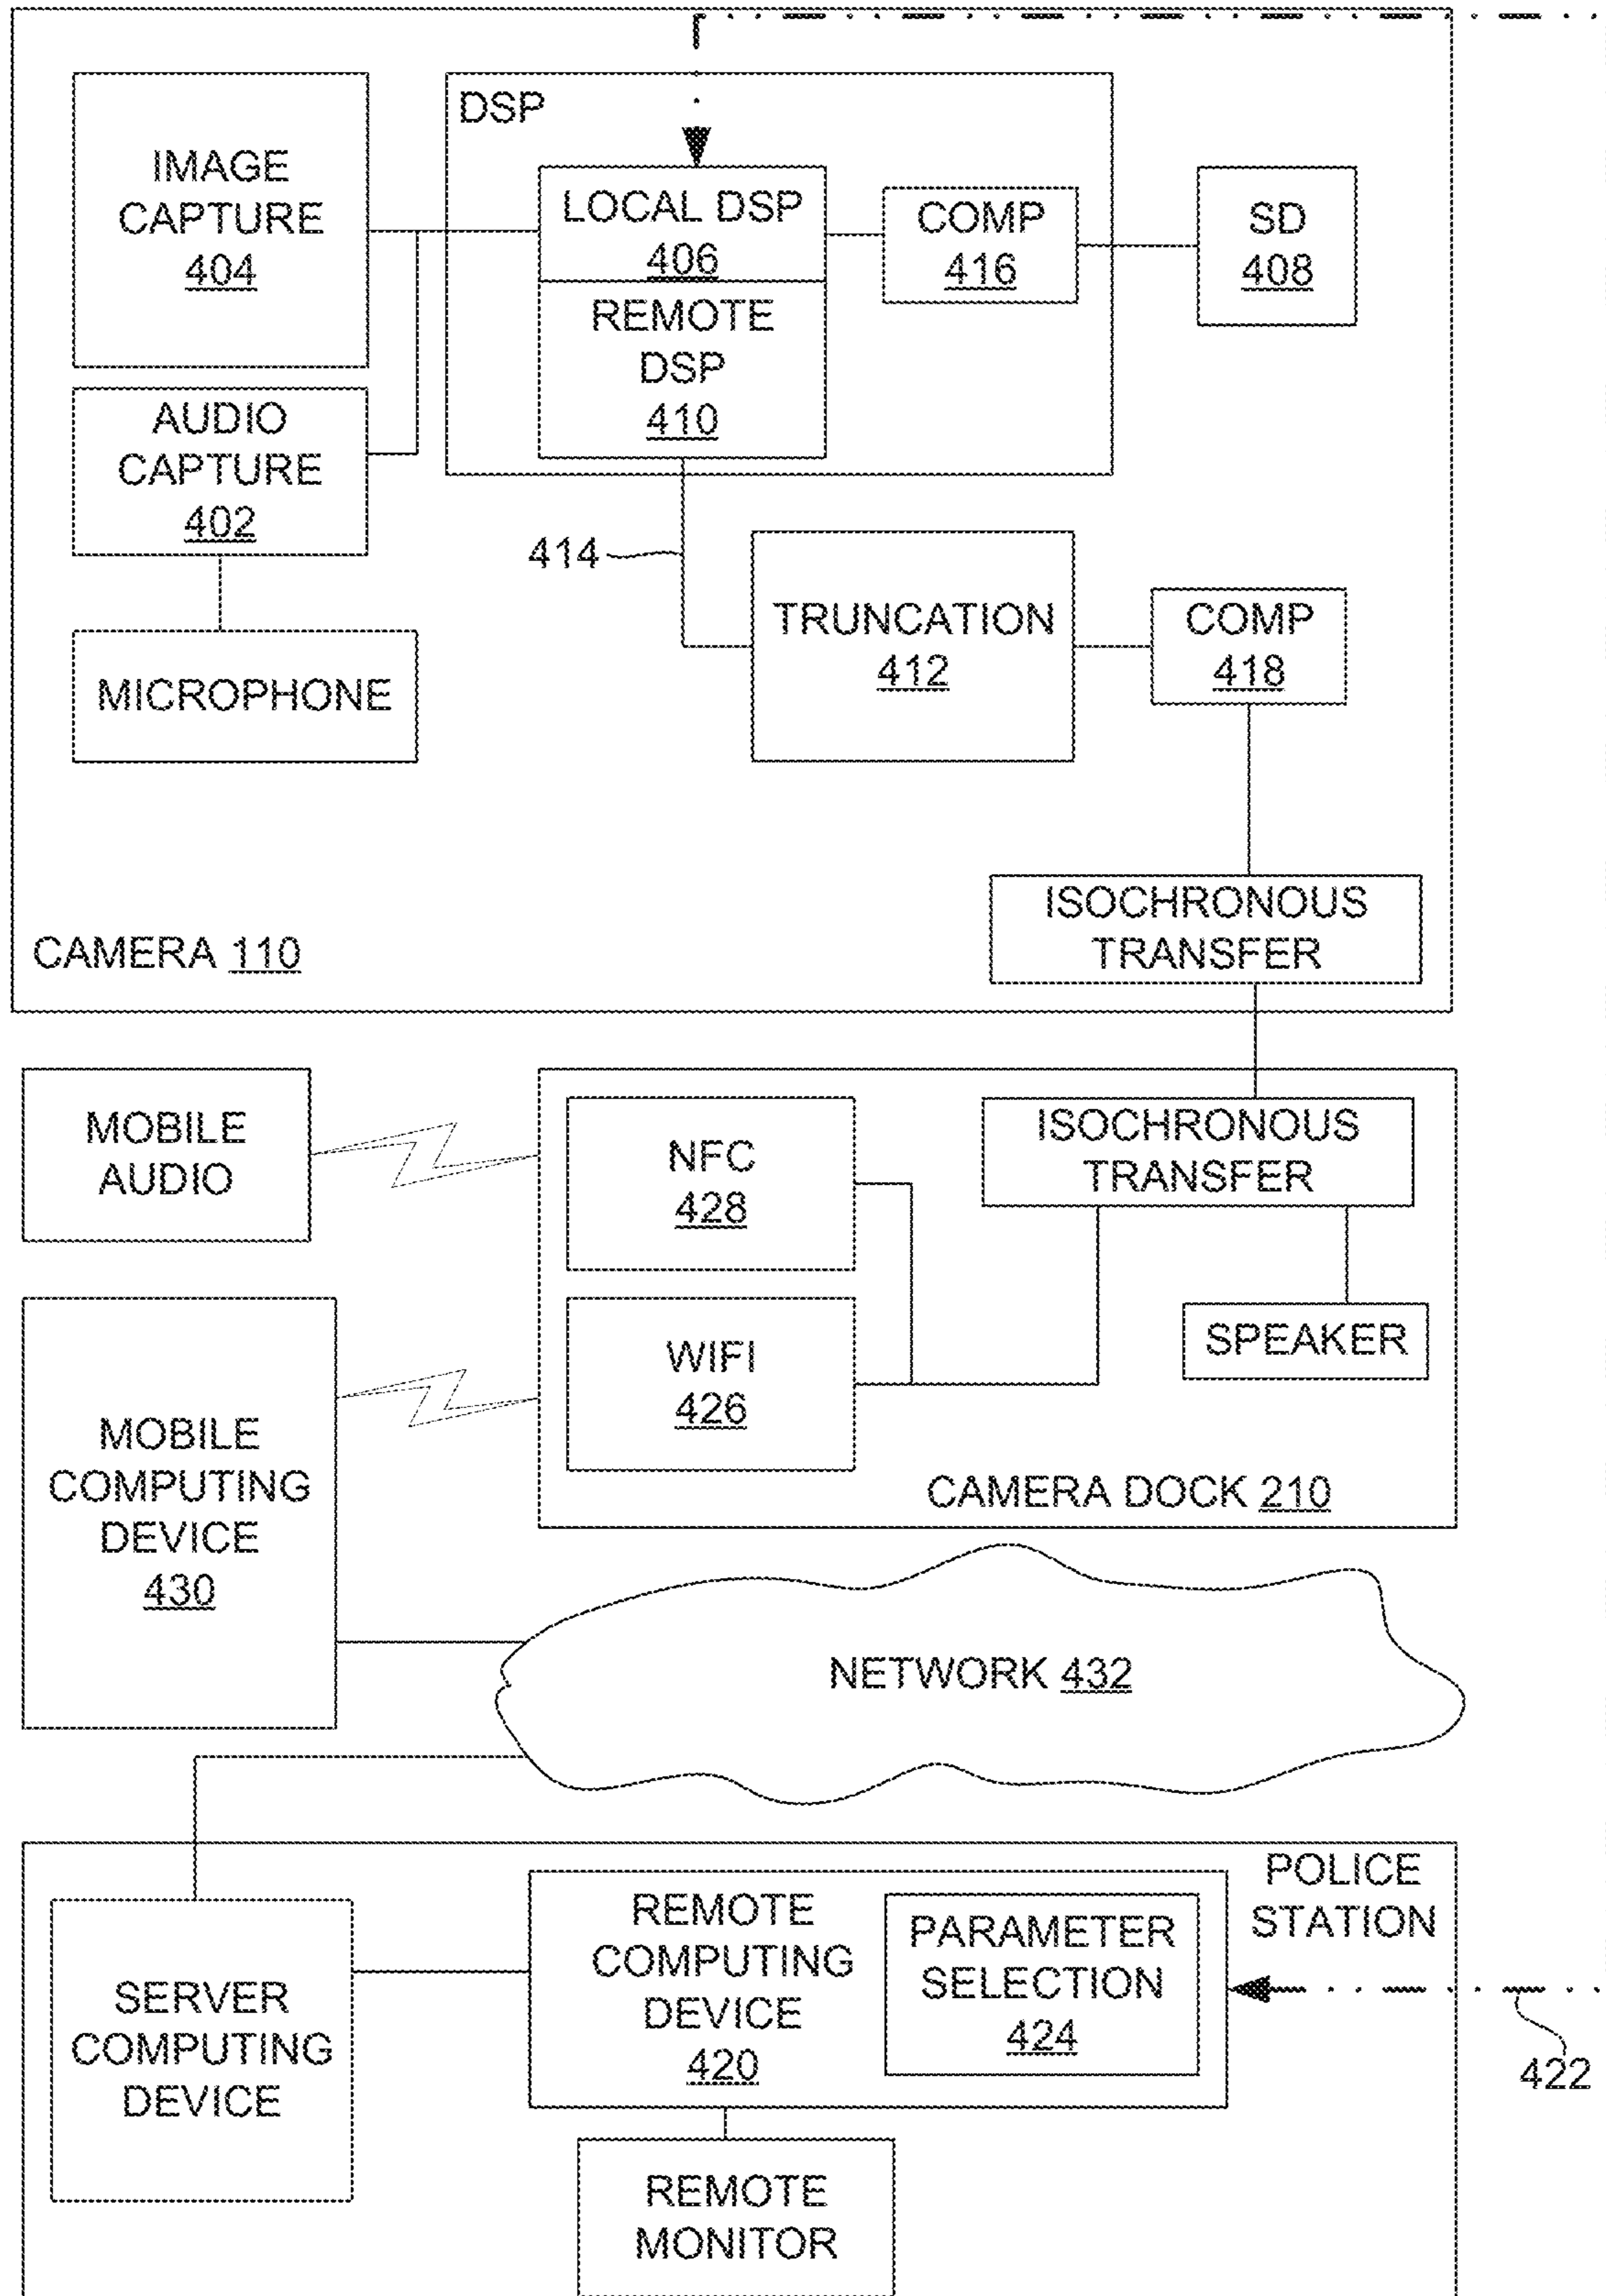 DSP
IMAGE
CAPTURE
404
LOCAL DSP
406
COMP
416
SD
408
REMOTE
DSP
410
AUDIO
CAPTURE
402
414
TRUNCATION
412
COMP
418
MICROPHONE
ISOCHRONOUS
TRANSFER
CAMERA 110
MOBILE
AUDIO
NFC
428
ISOCHRONOUS
TRANSFER
SPEAKER
WIFI
426
MOBILE
COMPUTING
DEVICE
430
CAMERA DOCK 210
NETWORK 432
POLICE
STATION
REMOTE
COMPUTING
DEVICE
420
PARAMETER
SELECTION
424
SERVER
COMPUTING
DEVICE
422
REMOTE
MONITOR